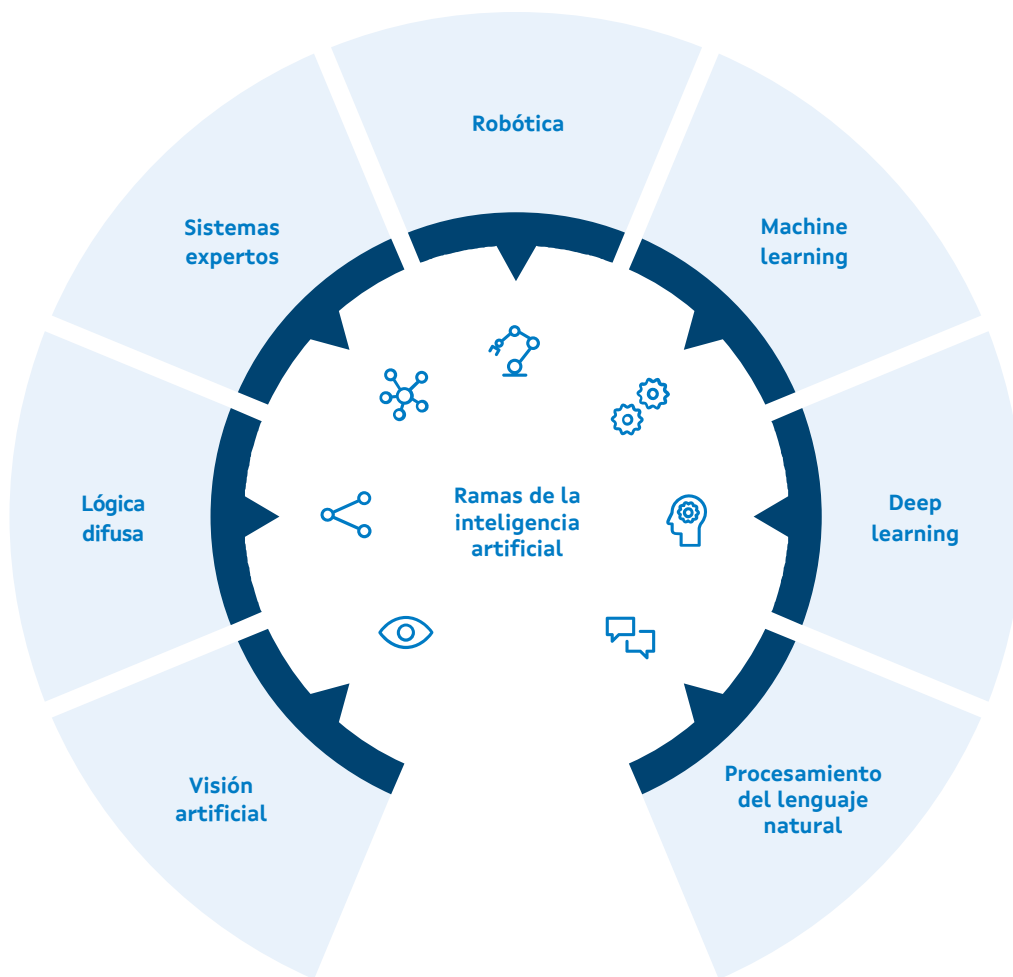 Robótica
Sistemas
expertos
Machine
learning
Lógica
difusa
Ramas de la
inteligencia
artificial
Deep
learning
Visión
artificial
Procesamiento
del lenguaje
natural